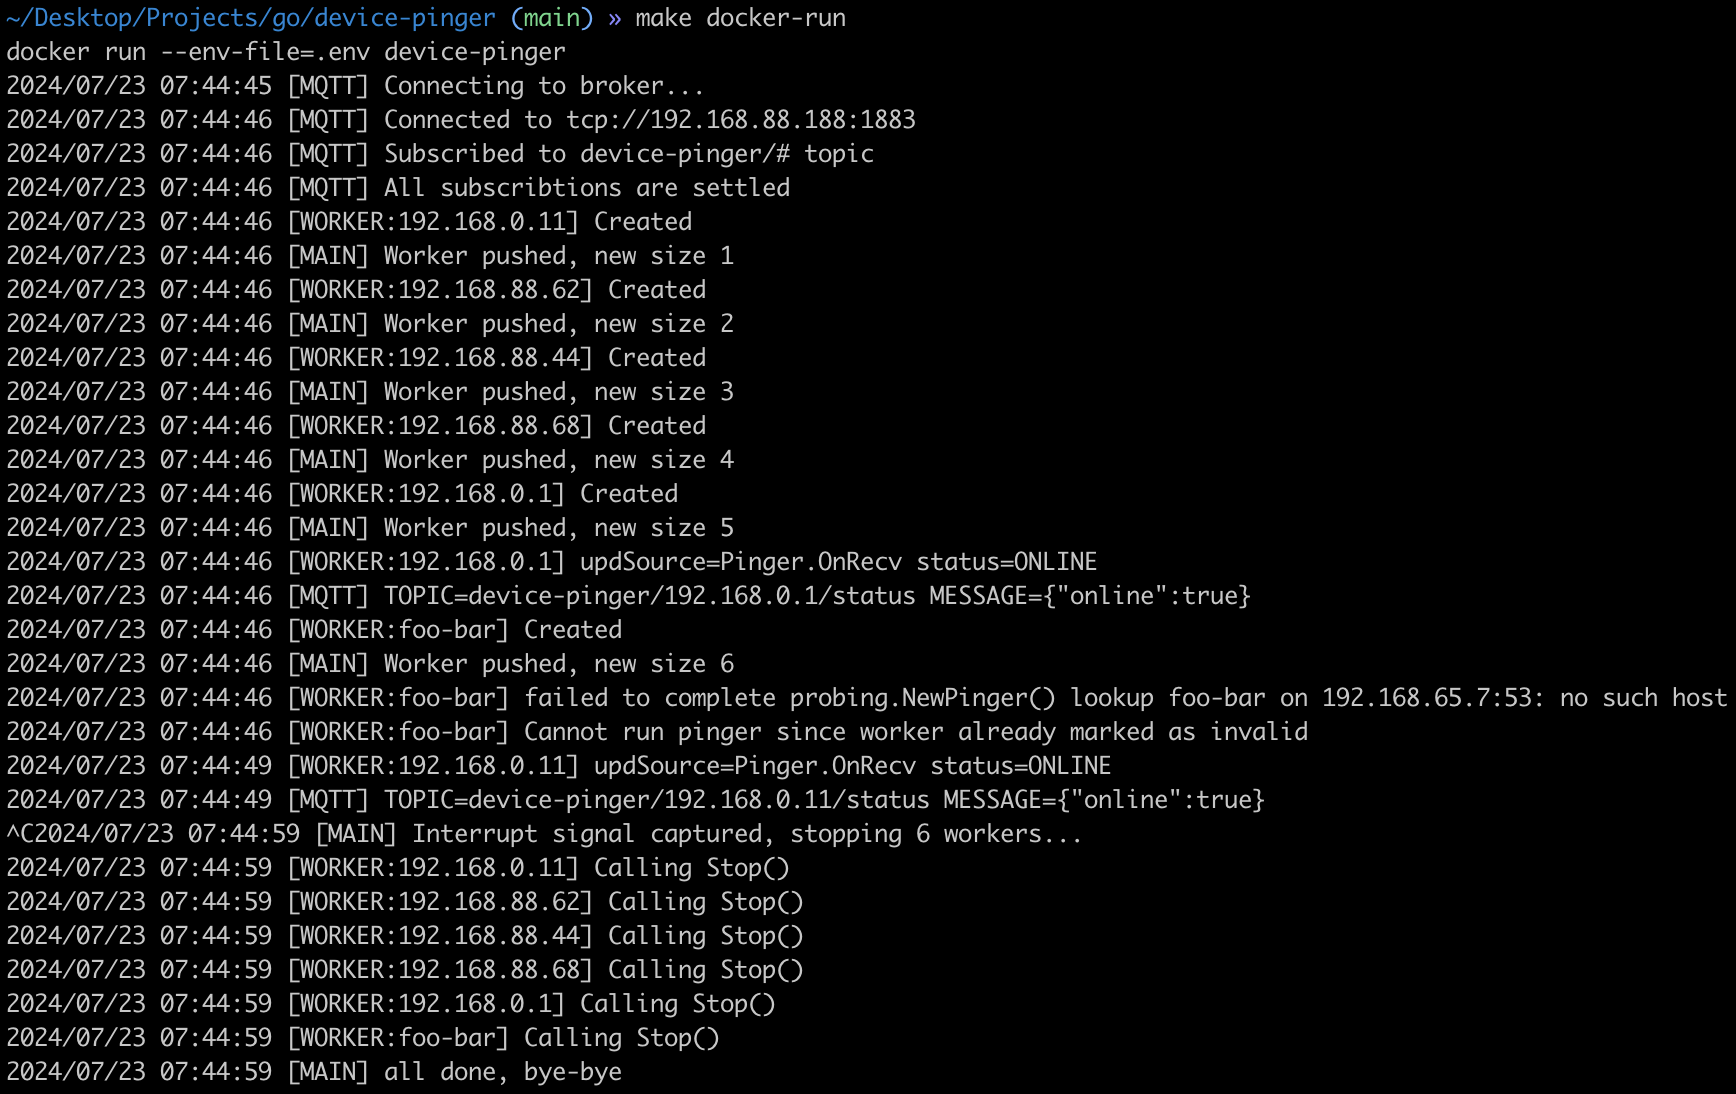 ~/Desktop/Projects/go/device-pinger (main) » make docker-run
docker run --env-file=.env device-pinger
2024/07/23 07:44:45 [MQTT] Connecting to broker...
2024/07/23 07:44:46 [MQTT] Connected to tcp://192.168.88.188:1883
2024/07/23 07:44:46 [MQTT] Subscribed to device-pinger/# topic
2024/07/23 07:44:46 [MQTT] All subscribtions are settled
2024/07/23 07:44:46 [WORKER:192.168.0.11] Created
2024/07/23 07:44:46 [MAIN] Worker pushed, new size 1
2024/07/23 07:44:46 [WORKER:192.168.88.62] Created
2024/07/23 07:44:46 [MAIN] Worker pushed, new size 2
2024/07/23 07:44:46 [WORKER:192.168.88.44] Created
2024/07/23 07:44:46 [MAIN] Worker pushed, new size 3
2024/07/23 07:44:46 [WORKER:192.168.88.68] Created
2024/07/23 07:44:46 [MAIN] Worker pushed, new size 4
2024/07/23 07:44:46 [WORKER:192.168.0.1] Created
2024/07/23 07:44:46 [MAIN] Worker pushed, new size 5
2024/07/23 07:44:46 [WORKER:192.168.0.1] updSource=Pinger.OnRecv status=ONLINE
2024/07/23 07:44:46 [MQTT] TOPIC=device-pinger/192.168.0.1/status MESSAGE={"online":true}
2024/07/23 07:44:46 [WORKER:foo-bar] Created
2024/07/23 07:44:46 [MAIN] Worker pushed, new size 6
2024/07/23 07:44:46 [WORKER:foo-bar] failed to complete probing.NewPinger() lookup foo-bar on 192.168.65.7:53: no such host
2024/07/23 07:44:46 [WORKER:foo-bar] Cannot run pinger since worker already marked as invalid
2024/07/23 07:44:49 [WORKER:192.168.0.11] updSource=Pinger.OnRecv status=ONLINE
2024/07/23 07:44:49 [MQTT] TOPIC=device-pinger/192.168.0.11/status MESSAGE={"online":true}
^C2024/07/23 07:44:59 [MAIN] Interrupt signal captured, stopping 6 workers...
2024/07/23 07:44:59 [WORKER:192.168.0.11] Calling Stop()
2024/07/23 07:44:59 [WORKER:192.168.88.62] Calling Stop()
2024/07/23 07:44:59 [WORKER:192.168.88.44] Calling Stop()
2024/07/23 07:44:59 [WORKER:192.168.88.68] Calling Stop()
2024/07/23 07:44:59 [WORKER:192.168.0.1] Calling Stop()
2024/07/23 07:44:59 [WORKER:foo-bar] Calling Stop()
2024/07/23 07:44:59 [MAIN] all done, bye-bye